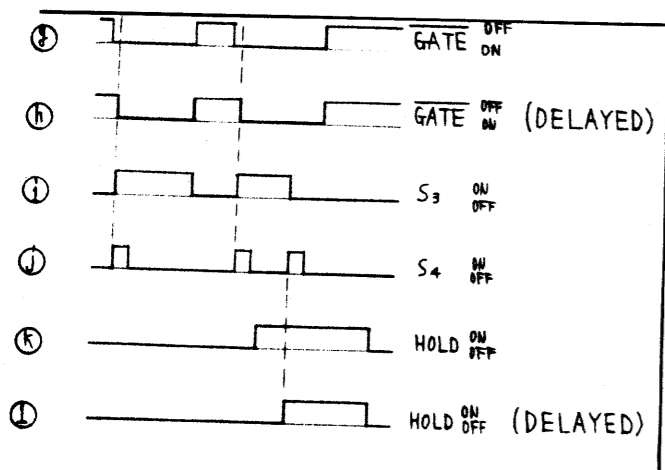 ⓖ GATE OFF ON
ⓗ GATE OFF ON (DELAYED)
ⓘ S3 ON OFF
ⓙ S4 ON OFF
ⓚ HOLD ON OFF
ⓛ HOLD ON OFF (DELAYED)